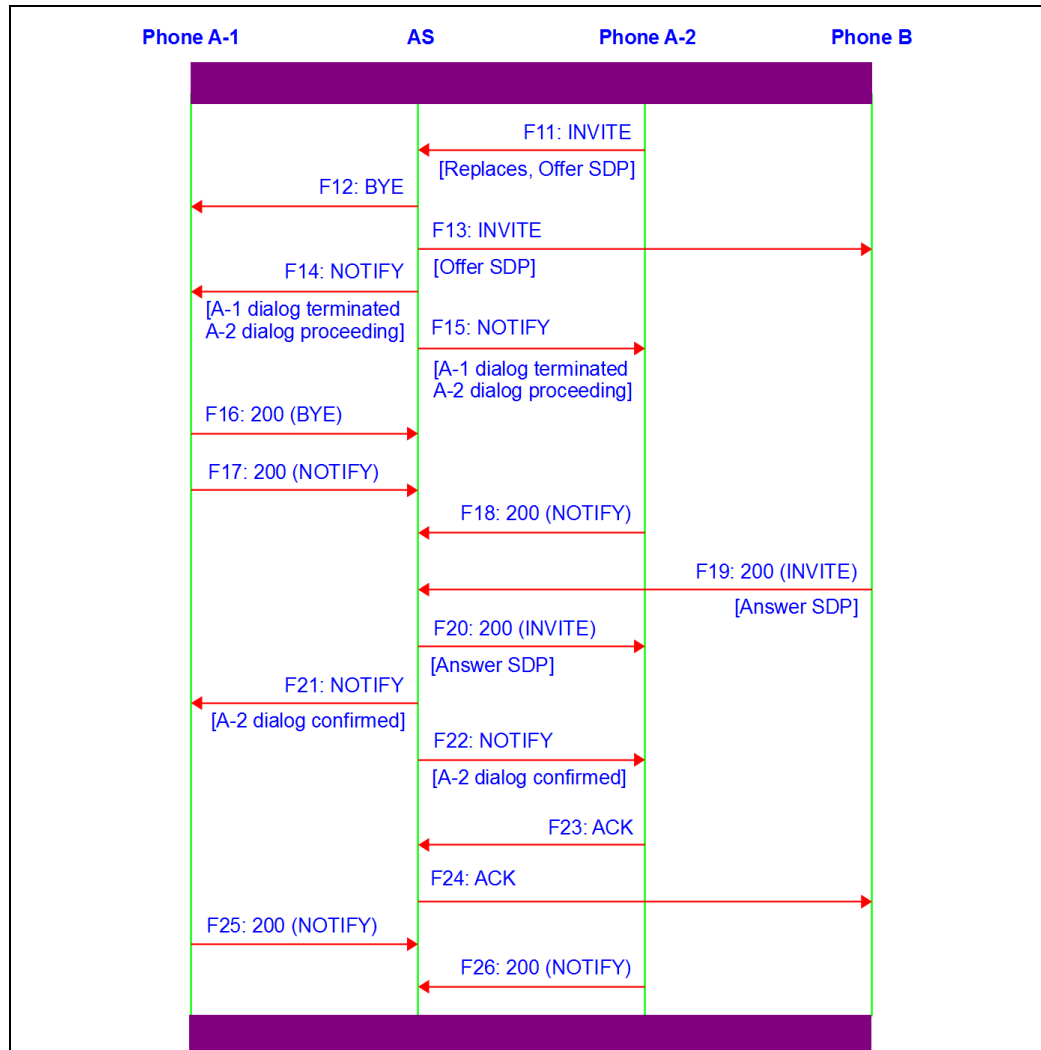 Phone A-1 AS Phone A-2 Phone B
F11: INVITE
[Replaces, Offer SDP]
F12: BYE
F13: INVITE
[Offer SDP]
F14: NOTIFY
[A-1 dialog terminated
A-2 dialog proceeding]
F15: NOTIFY
[A-1 dialog terminated
A-2 dialog proceeding]
F16: 200 (BYE)
F17: 200 (NOTIFY)
F18: 200 (NOTIFY)
F19: 200 (INVITE)
[Answer SDP]
F20: 200 (INVITE)
[Answer SDP]
F21: NOTIFY
[A-2 dialog confirmed]
F22: NOTIFY
[A-2 dialog confirmed]
F23: ACK
F24: ACK
F25: 200 (NOTIFY)
F26: 200 (NOTIFY)